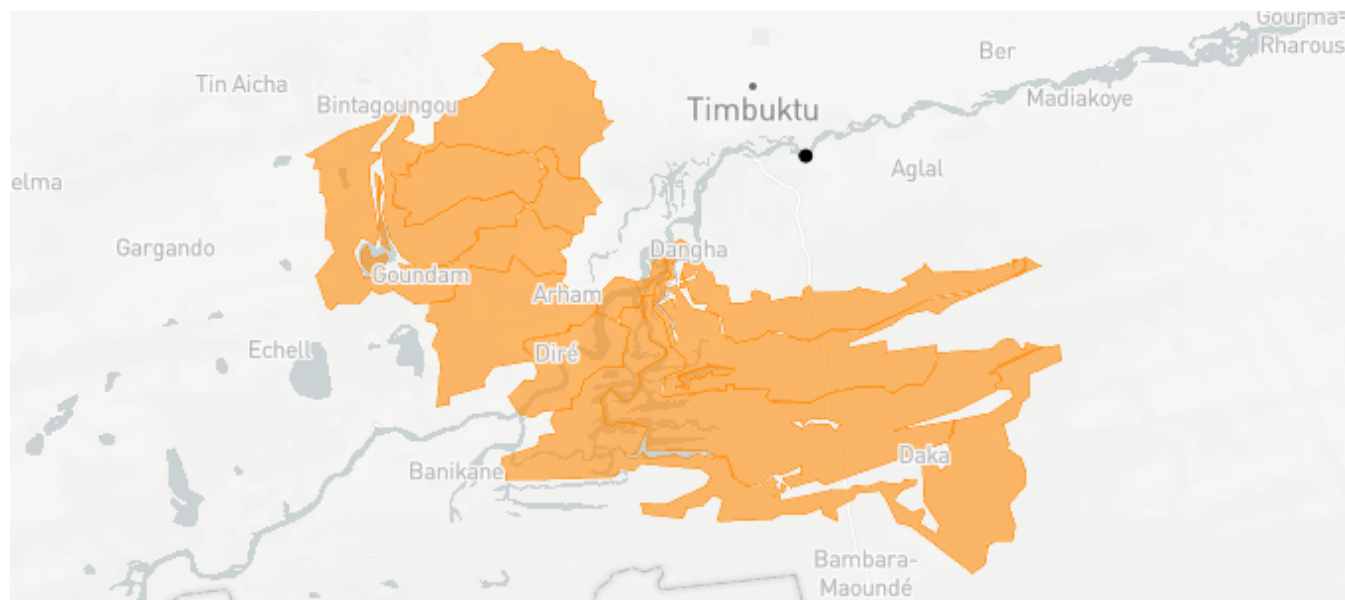 Gourma-
Rharous
Ber
Tin Aicha
Madiakoye
Bintagoungou
Timbuktu
Aglal
elma
Gargando
Dangha
Goundam
Arham
Echell
Diré
Daka
Banikane
Bambara-
Maoundé